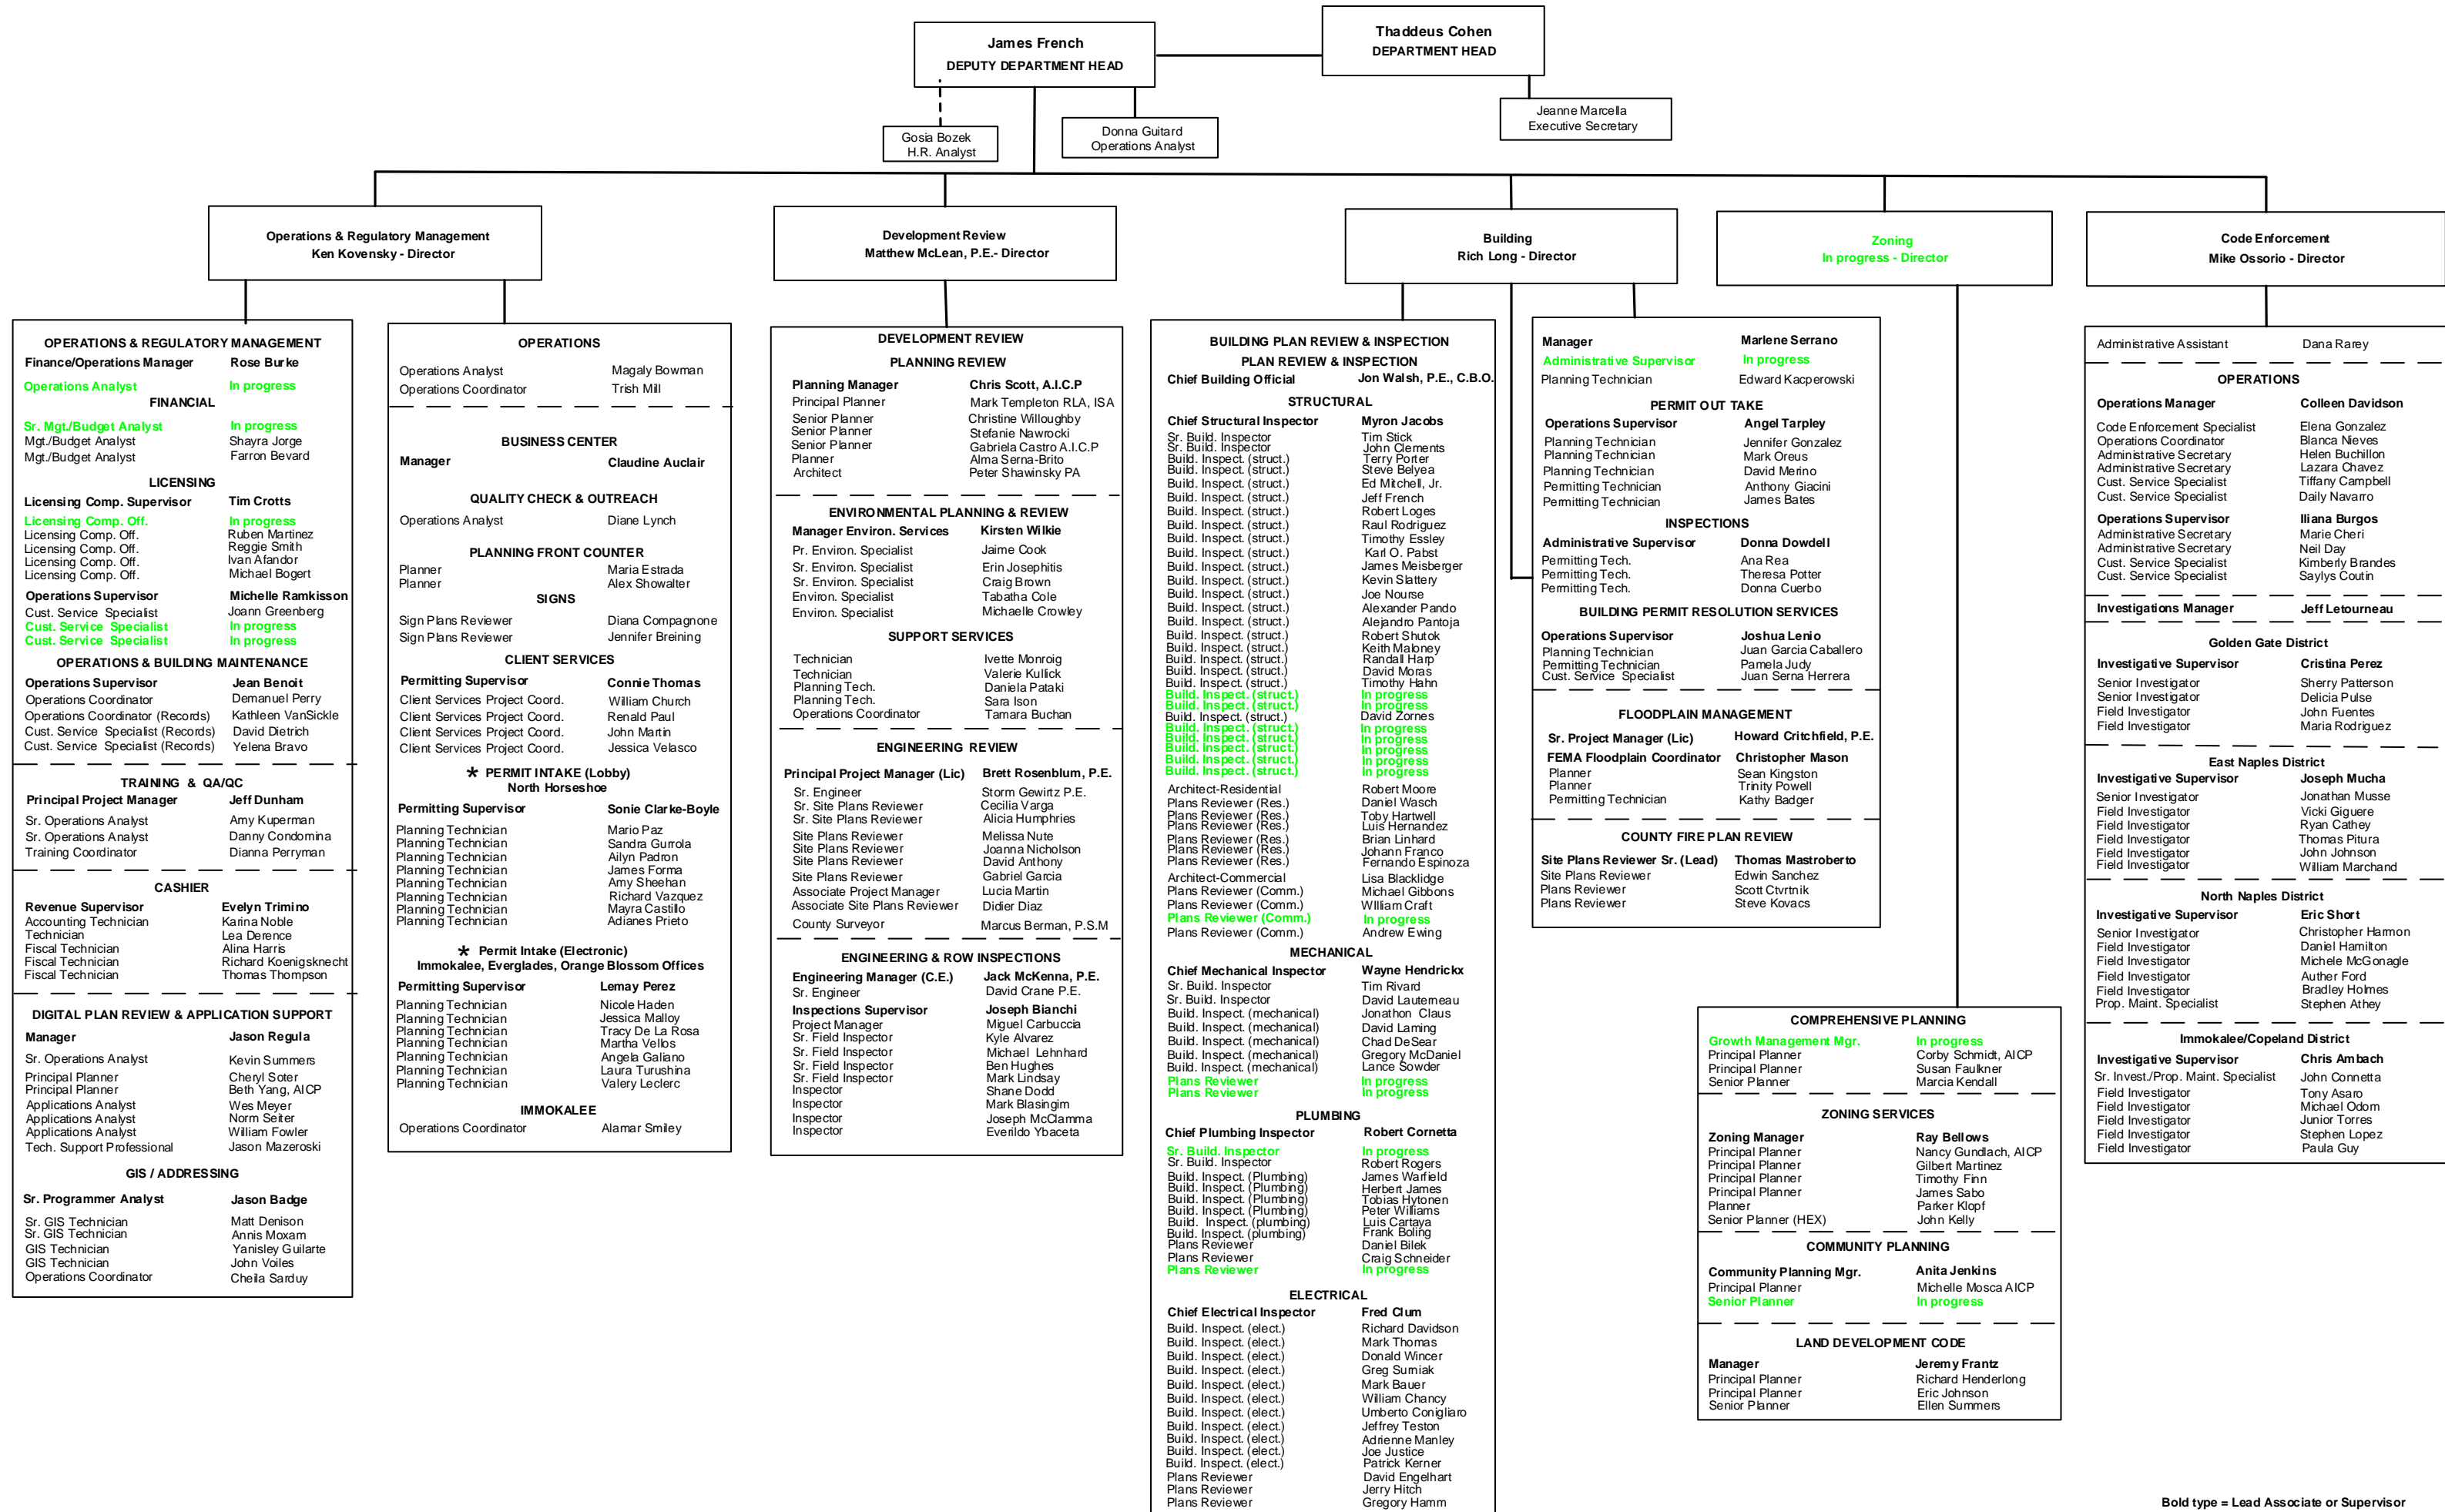 Thaddeus Cohen
DEPARTMENT HEAD
James French
DEPUTY DEPARTMENT HEAD
Jeanne Marcella
Executive Secretary
Gosia Bozek
H.R. Analyst
Donna Guitard
Operations Analyst
Operations & Regulatory Management
Ken Kovensky - Director
Development Review
Matthew McLean, P.E.- Director
Building
Rich Long - Director
Zoning
In progress - Director
Code Enforcement
Mike Ossorio - Director
OPERATIONS & REGULATORY MANAGEMENT
Finance/Operations Manager Rose Burke
Operations Analyst In progress
FINANCIAL
Sr. Mgt./Budget Analyst In progress
Mgt./Budget Analyst Shayra Jorge
Mgt./Budget Analyst Farron Bevard
LICENSING
Licensing Comp. Supervisor Tim Crotts
Licensing Comp. Off. In progress
Licensing Comp. Off. Ruben Martinez
Licensing Comp. Off. Reggie Smith
Licensing Comp. Off. Ivan Afandor
Licensing Comp. Off. Michael Bogert
Operations Supervisor Michelle Ramkisson
Cust. Service Specialist Joann Greenberg
Cust. Service Specialist In progress
Cust. Service Specialist In progress
OPERATIONS & BUILDING MAINTENANCE
Operations Supervisor Jean Benoit
Operations Coordinator Demanuel Perry
Operations Coordinator (Records) Kathleen VanSickle
Cust. Service Specialist (Records) David Dietrich
Cust. Service Specialist (Records) Yelena Bravo
TRAINING & QA/QC
Principal Project Manager Jeff Dunham
Sr. Operations Analyst Amy Kuperman
Sr. Operations Analyst Danny Condomina
Training Coordinator Dianna Perryman
CASHIER
Revenue Supervisor Evelyn Trimino
Accounting Technician Karina Noble
Technician Lea Derence
Fiscal Technician Alina Harris
Fiscal Technician Richard Koenigsknecht
Fiscal Technician Thomas Thompson
DIGITAL PLAN REVIEW & APPLICATION SUPPORT
Manager Jason Regula
Sr. Operations Analyst Kevin Summers
Principal Planner Cheryl Soter
Principal Planner Beth Yang, AICP
Applications Analyst Wes Meyer
Applications Analyst Norm Seiter
Applications Analyst William Fowler
Tech. Support Professional Jason Mazeroski
GIS / ADDRESSING
Sr. Programmer Analyst Jason Badge
Sr. GIS Technician Matt Denison
Sr. GIS Technician Annis Moxam
GIS Technician Yanisley Guilarte
GIS Technician John Voiles
Operations Coordinator Cheila Sarduy
OPERATIONS
Operations Analyst Magaly Bowman
Operations Coordinator Trish Mill
BUSINESS CENTER
Manager Claudine Auclair
QUALITY CHECK & OUTREACH
Operations Analyst Diane Lynch
PLANNING FRONT COUNTER
Planner Maria Estrada
Planner Alex Showalter
SIGNS
Sign Plans Reviewer Diana Compagnone
Sign Plans Reviewer Jennifer Breining
CLIENT SERVICES
Permitting Supervisor Connie Thomas
Client Services Project Coord. William Church
Client Services Project Coord. Renald Paul
Client Services Project Coord. John Martin
Client Services Project Coord. Jessica Velasco
* PERMIT INTAKE (Lobby)
North Horseshoe
Permitting Supervisor Sonie Clarke-Boyle
Planning Technician Mario Paz
Planning Technician Sandra Gurrola
Planning Technician Ailyn Padron
Planning Technician James Forma
Planning Technician Amy Sheehan
Planning Technician Richard Vazquez
Planning Technician Mayra Castillo
Planning Technician Adianes Prieto
* Permit Intake (Electronic)
Immokalee, Everglades, Orange Blossom Offices
Permitting Supervisor Lemay Perez
Planning Technician Nicole Haden
Planning Technician Jessica Malloy
Planning Technician Tracy De La Rosa
Planning Technician Martha Vellos
Planning Technician Angela Galiano
Planning Technician Laura Turushina
Planning Technician Valery Leclerc
IMMOKALEE
Operations Coordinator Alamar Smiley
DEVELOPMENT REVIEW
PLANNING REVIEW
Planning Manager Chris Scott, A.I.C.P
Principal Planner Mark Templeton RLA, ISA
Senior Planner Christine Willoughby
Senior Planner Stefanie Nawrocki
Senior Planner Gabriela Castro A.I.C.P
Planner Alma Serna-Brito
Architect Peter Shawinsky PA
ENVIRONMENTAL PLANNING & REVIEW
Manager Environ. Services Kirsten Wilkie
Pr. Environ. Specialist Jaime Cook
Sr. Environ. Specialist Erin Josephitis
Sr. Environ. Specialist Craig Brown
Environ. Specialist Tabatha Cole
Environ. Specialist Michaelle Crowley
SUPPORT SERVICES
Technician Ivette Monroig
Technician Valerie Kullick
Planning Tech. Daniela Pataki
Planning Tech. Sara Ison
Operations Coordinator Tamara Buchan
ENGINEERING REVIEW
Principal Project Manager (Lic) Brett Rosenblum, P.E.
Sr. Engineer Storm Gewirtz P.E.
Sr. Site Plans Reviewer Cecilia Varga
Sr. Site Plans Reviewer Alicia Humphries
Site Plans Reviewer Melissa Nute
Site Plans Reviewer Joanna Nicholson
Site Plans Reviewer David Anthony
Site Plans Reviewer Gabriel Garcia
Associate Project Manager Lucia Martin
Associate Site Plans Reviewer Didier Diaz
County Surveyor Marcus Berman, P.S.M
ENGINEERING & ROW INSPECTIONS
Engineering Manager (C.E.) Jack McKenna, P.E.
Sr. Engineer David Crane P.E.
Inspections Supervisor Joseph Bianchi
Project Manager Miguel Carbuccia
Sr. Field Inspector Kyle Alvarez
Sr. Field Inspector Michael Lehnhard
Sr. Field Inspector Ben Hughes
Sr. Field Inspector Mark Lindsay
Inspector Shane Dodd
Inspector Mark Blasingim
Inspector Joseph McClamma
Inspector Everildo Ybaceta
BUILDING PLAN REVIEW & INSPECTION
PLAN REVIEW & INSPECTION
Chief Building Official Jon Walsh, P.E., C.B.O.
STRUCTURAL
Chief Structural Inspector Myron Jacobs
Sr. Build. Inspector Tim Stick
Sr. Build. Inspector John Clements
Build. Inspect. (struct.) Terry Porter
Build. Inspect. (struct.) Steve Belyea
Build. Inspect. (struct.) Ed Mitchell, Jr.
Build. Inspect. (struct.) Jeff French
Build. Inspect. (struct.) Robert Loges
Build. Inspect. (struct.) Raul Rodriguez
Build. Inspect. (struct.) Timothy Essley
Build. Inspect. (struct.) Karl O. Pabst
Build. Inspect. (struct.) James Meisberger
Build. Inspect. (struct.) Kevin Slattery
Build. Inspect. (struct.) Joe Nourse
Build. Inspect. (struct.) Alexander Pando
Build. Inspect. (struct.) Alejandro Pantoja
Build. Inspect. (struct.) Robert Shutok
Build. Inspect. (struct.) Keith Maloney
Build. Inspect. (struct.) Randall Harp
Build. Inspect. (struct.) David Moras
Build. Inspect. (struct.) Timothy Hahn
Build. Inspect. (struct.) In progress
Build. Inspect. (struct.) In progress
Build. Inspect. (struct.) David Zornes
Build. Inspect. (struct.) In progress
Build. Inspect. (struct.) In progress
Build. Inspect. (struct.) In progress
Build. Inspect. (struct.) In progress
Build. Inspect. (struct.) In progress
Architect-Residential Robert Moore
Plans Reviewer (Res.) Daniel Wasch
Plans Reviewer (Res.) Toby Hartwell
Plans Reviewer (Res.) Luis Hernandez
Plans Reviewer (Res.) Brian Linhard
Plans Reviewer (Res.) Johann Franco
Plans Reviewer (Res.) Fernando Espinoza
Architect-Commercial Lisa Blacklidge
Plans Reviewer (Comm.) Michael Gibbons
Plans Reviewer (Comm.) WIlliam Craft
Plans Reviewer (Comm.) In progress
Plans Reviewer (Comm.) Andrew Ewing
MECHANICAL
Chief Mechanical Inspector Wayne Hendrickx
Sr. Build. Inspector Tim Rivard
Sr. Build. Inspector David Lauterneau
Build. Inspect. (mechanical) Jonathon Claus
Build. Inspect. (mechanical) David Laming
Build. Inspect. (mechanical) Chad DeSear
Build. Inspect. (mechanical) Gregory McDaniel
Build. Inspect. (mechanical) Lance Sowder
Plans Reviewer In progress
Plans Reviewer In progress
PLUMBING
Chief Plumbing Inspector Robert Cornetta
Sr. Build. Inspector In progress
Sr. Build. Inspector Robert Rogers
Build. Inspect. (Plumbing) James Warfield
Build. Inspect. (Plumbing) Herbert James
Build. Inspect. (Plumbing) Tobias Hytonen
Build. Inspect. (Plumbing) Peter Williams
Build. Inspect. (plumbing) Luis Cartaya
Build. Inspect. (plumbing) Frank Boling
Plans Reviewer Daniel Bilek
Plans Reviewer Craig Schneider
Plans Reviewer In progress
ELECTRICAL
Chief Electrical Inspector Fred Clum
Build. Inspect. (elect.) Richard Davidson
Build. Inspect. (elect.) Mark Thomas
Build. Inspect. (elect.) Donald Wincer
Build. Inspect. (elect.) Greg Surniak
Build. Inspect. (elect.) Mark Bauer
Build. Inspect. (elect.) William Chancy
Build. Inspect. (elect.) Umberto Conigliaro
Build. Inspect. (elect.) Jeffrey Teston
Build. Inspect. (elect.) Adrienne Manley
Build. Inspect. (elect.) Joe Justice
Build. Inspect. (elect.) Patrick Kerner
Plans Reviewer David Engelhart
Plans Reviewer Jerry Hitch
Plans Reviewer Gregory Hamm
Manager Marlene Serrano
Administrative Supervisor In progress
Planning Technician Edward Kacperowski
PERMIT OUT TAKE
Operations Supervisor Angel Tarpley
Planning Technician Jennifer Gonzalez
Planning Technician Mark Oreus
Planning Technician David Merino
Permitting Technician Anthony Giacini
Permitting Technician James Bates
INSPECTIONS
Administrative Supervisor Donna Dowdell
Permitting Tech. Ana Rea
Permitting Tech. Theresa Potter
Permitting Tech. Donna Cuerbo
BUILDING PERMIT RESOLUTION SERVICES
Operations Supervisor Joshua Lenio
Planning Technician Juan Garcia Caballero
Permitting Technician Pamela Judy
Cust. Service Specialist Juan Serna Herrera
FLOODPLAIN MANAGEMENT
Sr. Project Manager (Lic) Howard Critchfield, P.E.
FEMA Floodplain Coordinator Christopher Mason
Planner Sean Kingston
Planner Trinity Powell
Permitting Technician Kathy Badger
COUNTY FIRE PLAN REVIEW
Site Plans Reviewer Sr. (Lead) Thomas Mastroberto
Site Plans Reviewer Edwin Sanchez
Plans Reviewer Scott Ctvrtnik
Plans Reviewer Steve Kovacs
COMPREHENSIVE PLANNING
Growth Management Mgr. In progress
Principal Planner Corby Schmidt, AICP
Principal Planner Susan Faulkner
Senior Planner Marcia Kendall
ZONING SERVICES
Zoning Manager Ray Bellows
Principal Planner Nancy Gundlach, AICP
Principal Planner Gilbert Martinez
Principal Planner Timothy Finn
Principal Planner James Sabo
Planner Parker Klopf
Senior Planner (HEX) John Kelly
COMMUNITY PLANNING
Community Planning Mgr. Anita Jenkins
Principal Planner Michelle Mosca AICP
Senior Planner In progress
LAND DEVELOPMENT CODE
Manager Jeremy Frantz
Principal Planner Richard Henderlong
Principal Planner Eric Johnson
Senior Planner Ellen Summers
Administrative Assistant Dana Rarey
OPERATIONS
Operations Manager Colleen Davidson
Code Enforcement Specialist Elena Gonzalez
Operations Coordinator Blanca Nieves
Administrative Secretary Helen Buchillon
Administrative Secretary Lazara Chavez
Cust. Service Specialist Tiffany Campbell
Cust. Service Specialist Daily Navarro
Operations Supervisor Iliana Burgos
Administrative Secretary Marie Cheri
Administrative Secretary Neil Day
Cust. Service Specialist Kimberly Brandes
Cust. Service Specialist Saylys Coutin
Investigations Manager Jeff Letourneau
Golden Gate District
Investigative Supervisor Cristina Perez
Senior Investigator Sherry Patterson
Senior Investigator Delicia Pulse
Field Investigator John Fuentes
Field Investigator Maria Rodriguez
East Naples District
Investigative Supervisor Joseph Mucha
Senior Investigator Jonathan Musse
Field Investigator Vicki Giguere
Field Investigator Ryan Cathey
Field Investigator Thomas Pitura
Field Investigator John Johnson
Field Investigator William Marchand
North Naples District
Investigative Supervisor Eric Short
Senior Investigator Christopher Harmon
Field Investigator Daniel Hamilton
Field Investigator Michele McGonagle
Field Investigator Auther Ford
Field Investigator Bradley Holmes
Prop. Maint. Specialist Stephen Athey
Immokalee/Copeland District
Investigative Supervisor Chris Ambach
Sr. Invest./Prop. Maint. Specialist John Connetta
Field Investigator Tony Asaro
Field Investigator Michael Odom
Field Investigator Junior Torres
Field Investigator Stephen Lopez
Field Investigator Paula Guy
Bold type = Lead Associate or Supervisor